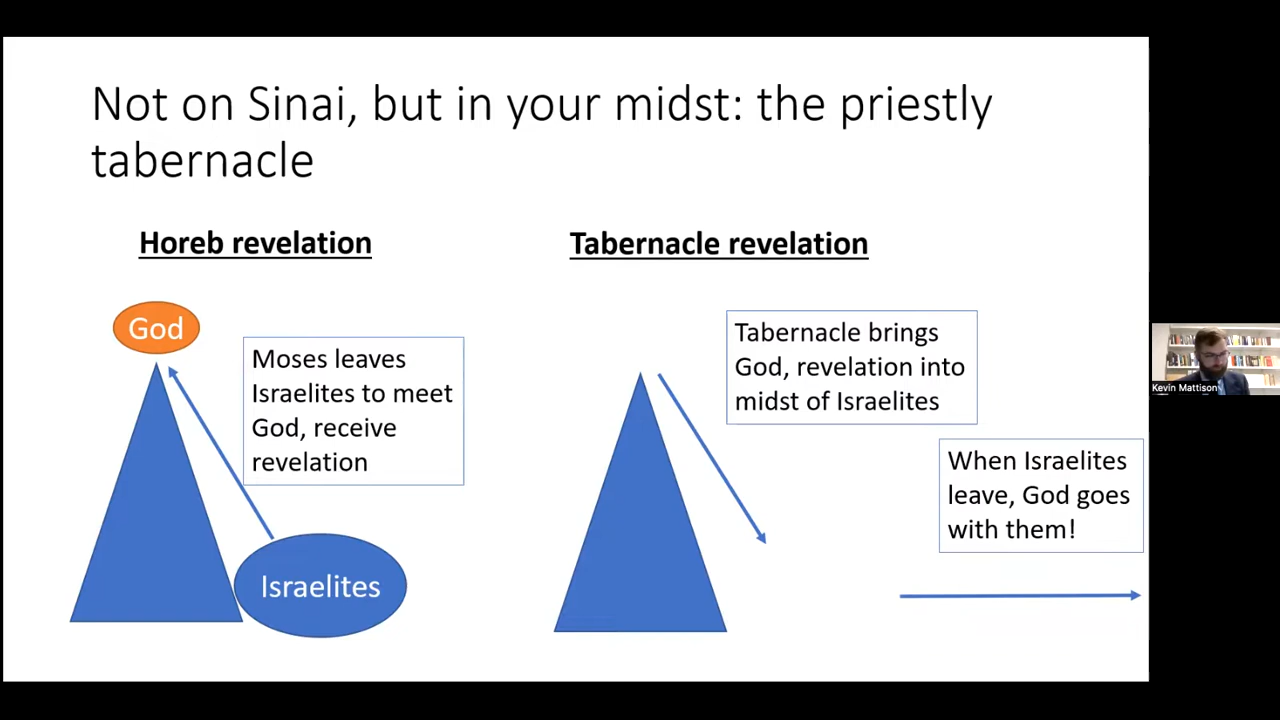 Not on Sinai, but in your midst: the priestly
tabernacle
Horeb revelation
God
Moses leaves
Israelites to meet
God, receive
revelation
Israelites
Tabernacle revelation
Tabernacle brings
God, revelation into
midst of Israelites
When Israelites
leave, God goes
with them!
Kevin Mattison